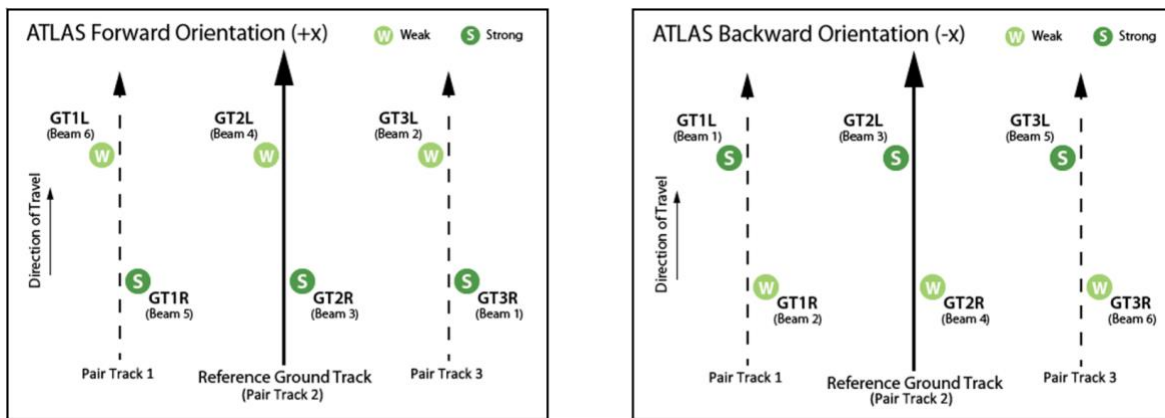 ATLAS Forward Orientation (+x)
W Weak
S Strong
GT1L
(Beam 6)
W
GT2L
(Beam 4)
W
GT3L
(Beam 2)
W
Direction of Travel
S
GT1R
(Beam 5)
S
GT2R
(Beam 3)
S
GT3R
(Beam 1)
Pair Track 1
Reference Ground Track
(Pair Track 2)
Pair Track 3
ATLAS Backward Orientation (-x)
W Weak
S Strong
GT1L
(Beam 1)
S
GT2L
(Beam 3)
S
GT3L
(Beam 5)
S
Direction of Travel
W
GT1R
(Beam 2)
W
GT2R
(Beam 4)
W
GT3R
(Beam 6)
Pair Track 1
Reference Ground Track
(Pair Track 2)
Pair Track 3